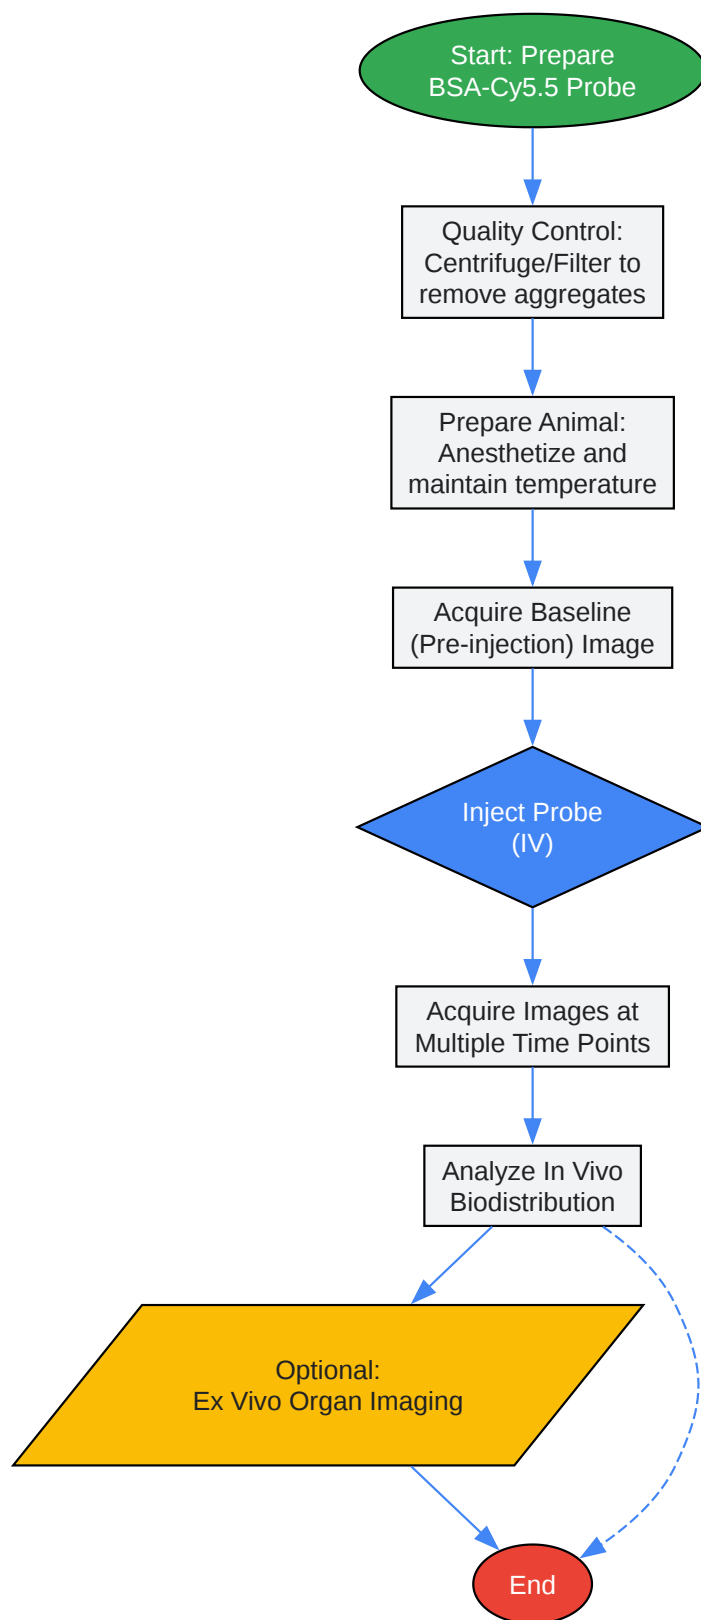 Start: Prepare
BSA-Cy5.5 Probe
Quality Control:
Centrifuge/Filter to
remove aggregates
Prepare Animal:
Anesthetize and
maintain temperature
Acquire Baseline
(Pre-injection) Image
Inject Probe
(IV)
Acquire Images at
Multiple Time Points
Analyze In Vivo
Biodistribution
Optional:
Ex Vivo Organ Imaging
End